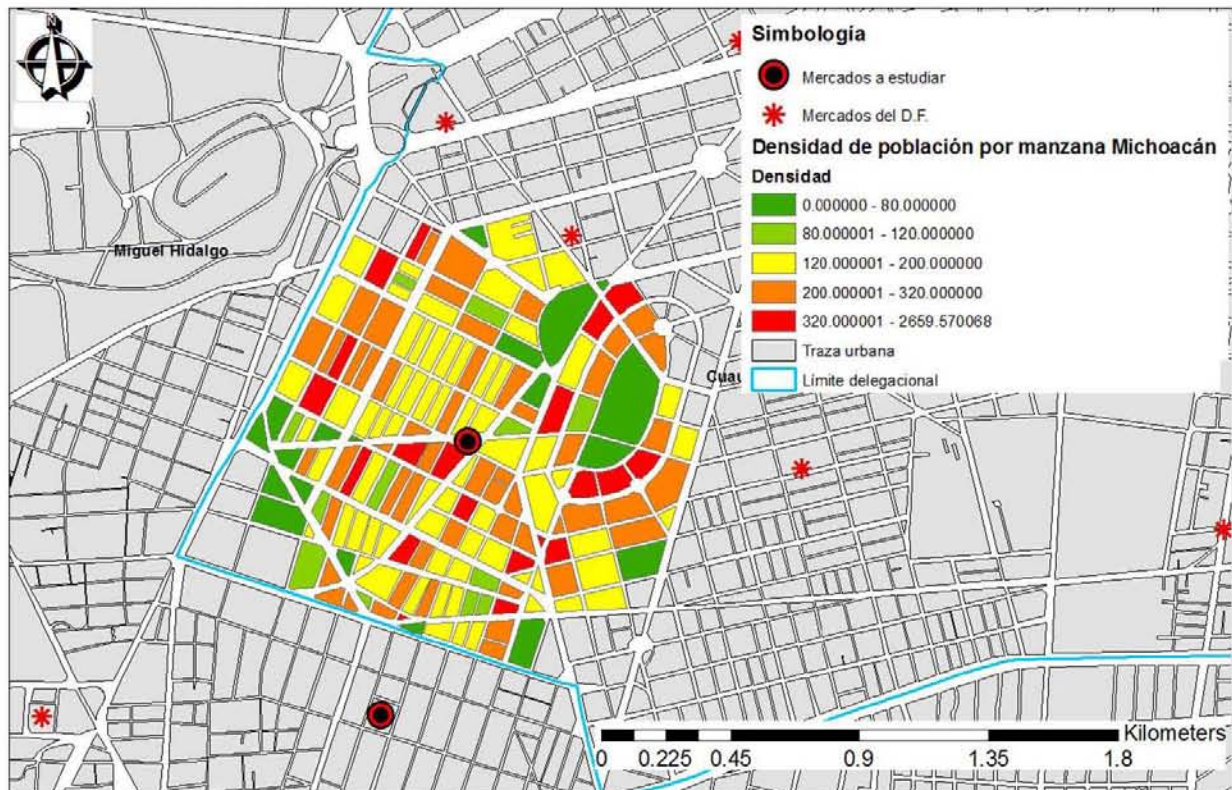 N
Simbología
Mercados a estudiar
Mercados del D.F.
Densidad de población por manzana Michoacán
Densidad
0.000000 - 80.000000
80.000001 - 120.000000
120.000001 - 200.000000
200.000001 - 320.000000
320.000001 - 2659.570068
Traza urbana
Límite delegacional
Miguel Hidalgo
Cuau
Kilometers
0 0.225 0.45 0.9 1.35 1.8